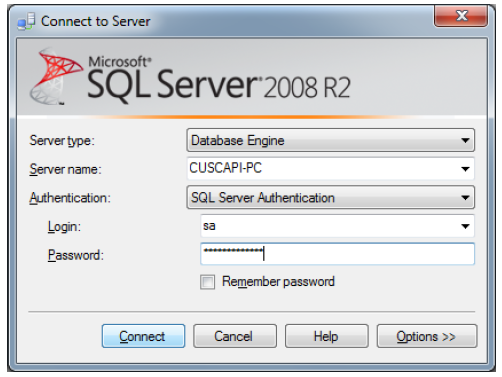 Connect to Server
Microsoft®
SQL Server® 2008 R2
Server type: Database Engine
Server name: CUSCAPI-PC
Authentication: SQL Server Authentication
Login: sa
Password: *************
Remember password
Connect Cancel Help Options >>